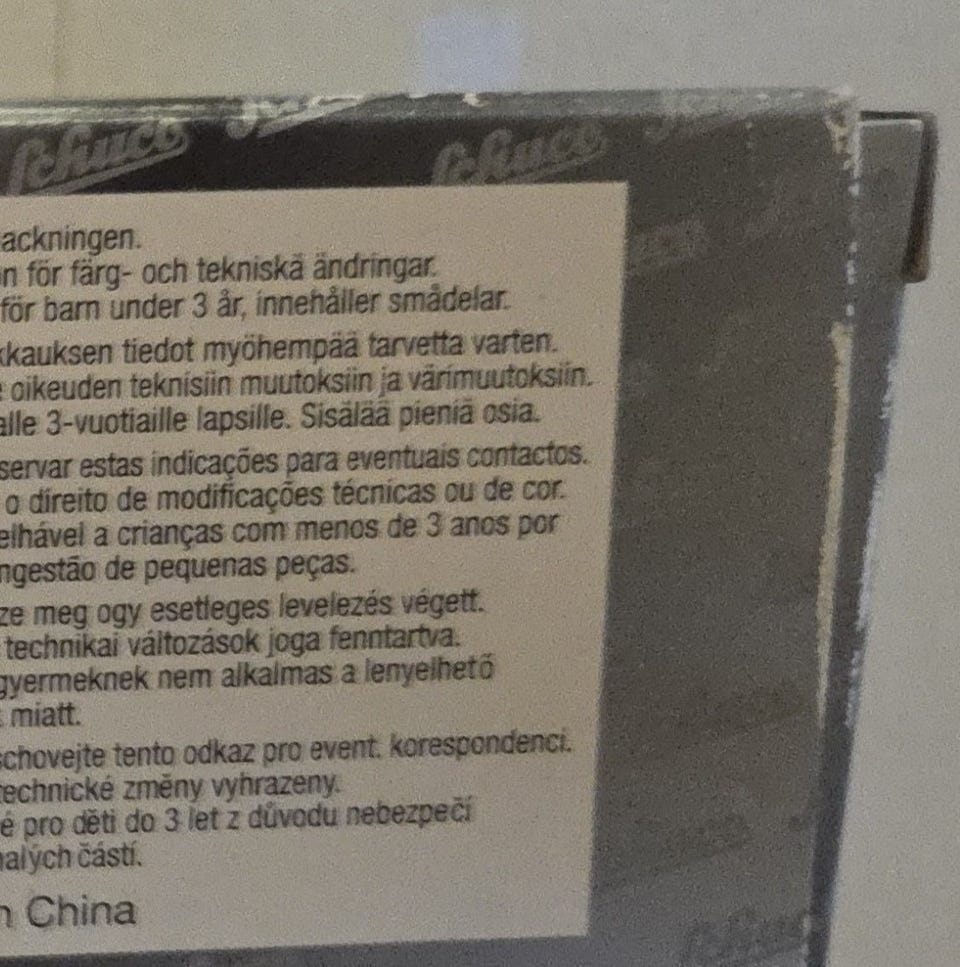 Schuco Schuco
ackningen.
n för färg- och tekniska ändringar.
för barn under 3 år, innehåller smådelar.
kkauksen tiedot myöhempää tarvetta varten.
e oikeuden teknisiin muutoksiin ja värimuutoksiin.
alle 3-vuotiaille lapsille. Sisälää pieniä osia.
servar estas indicações para eventuais contactos.
o direito de modificações técnicas ou de cor.
elhável a crianças com menos de 3 anos por
ngestão de pequenas peças.
ze meg ogy esetleges levelezés végett.
technikai változások joga fenntartva.
gyermeknek nem alkalmas a lenyelhető
miatt.
schovejte tento odkaz pro event. korespondenci.
technické změny vyhrazeny.
é pro děti do 3 let z důvodu nebezpečí
malých částí.
n China
Schuco